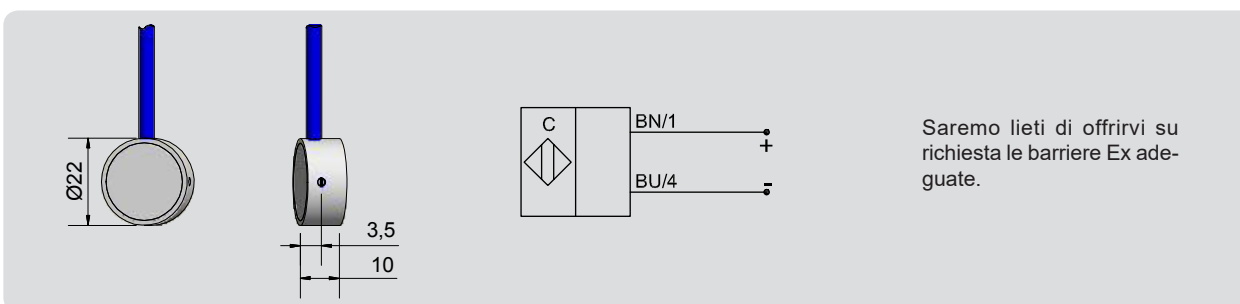 Ø22
3,5
10
C
BN/1
+
BU/4
-
Saremo lieti di offrirvi su
richiesta le barriere Ex ade-
guate.